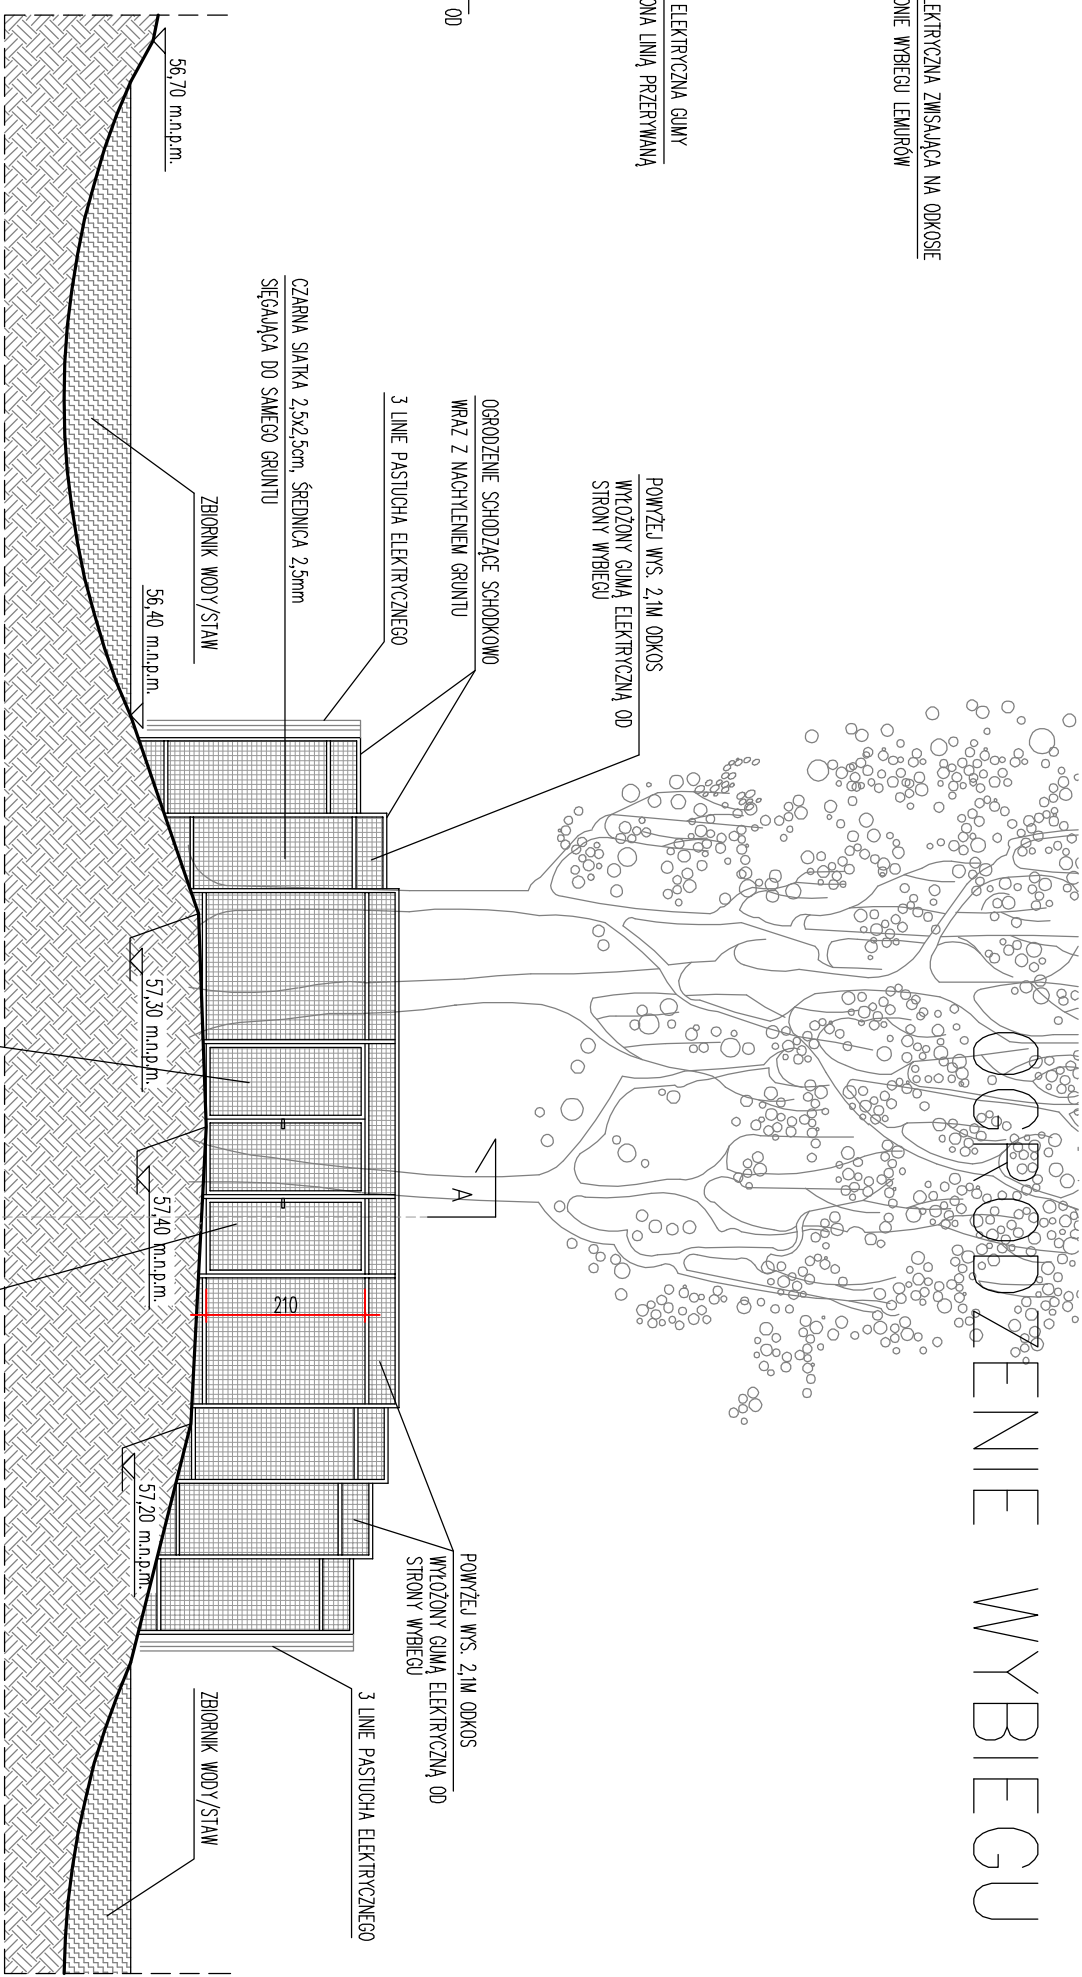 OGRODZENIE WYBIEGU
LEKTRYCZNA ZWISAJĄCA NA ODKOSIE
ONIE WYBIEGU LEMURÓW
ELEKTRYCZNA GUMY
ONA LINIĄ PRZERYWANĄ
OD
POWYŻEJ WYS. 2,1M ODKOS
WYŁOŻONY GUMĄ ELEKTRYCZNĄ OD
STRONY WYBIEGU
OGRODZENIE SCHODZĄCE SCHODKOWO
WRAZ Z NACHYLENIEM GRUNTU
A
POWYŻEJ WYS. 2,1M ODKOS
WYŁOŻONY GUMĄ ELEKTRYCZNĄ OD
STRONY WYBIEGU
3 LINIE PASTUCHA ELEKTRYCZNEGO
3 LINIE PASTUCHA ELEKTRYCZNEGO
CZARNA SIATKA 2,5x2,5cm, ŚREDNICA 2,5mm
SIĘGAJĄCA DO SAMEGO GRUNTU
210
ZBIORNIK WODY/STAW
ZBIORNIK WODY/STAW
56,70 m.n.p.m.
56,40 m.n.p.m.
57,30 m.n.p.m.
57,40 m.n.p.m.
57,20 m.n.p.m.